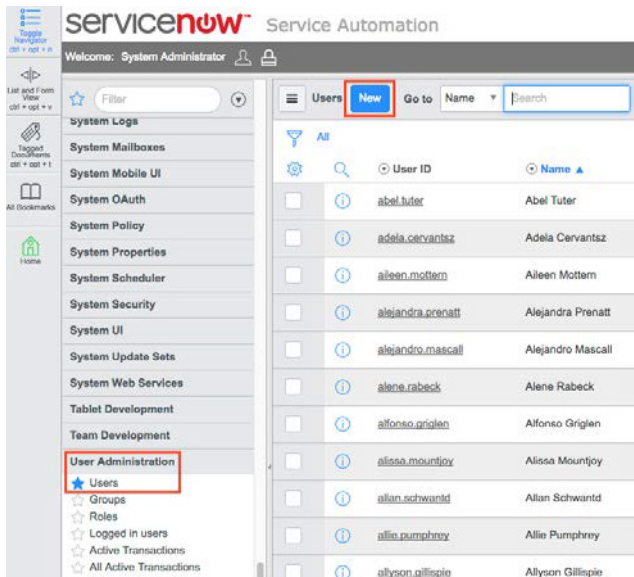 servicenow Service Automation
Toggle
Navigator
ctrl + opt + n
List and Form
View
ctrl + opt + v
Tagged
Documents
ctrl + opt + t
All Bookmarks
Home
Welcome: System Administrator
Filter
System Logs
System Mailboxes
System Mobile UI
System OAuth
System Policy
System Properties
System Scheduler
System Security
System UI
System Update Sets
System Web Services
Tablet Development
Team Development
User Administration
Users
Groups
Roles
Logged in users
Active Transactions
All Active Transactions
Users New Go to Name Search
All
User ID Name
abel.tuter Abel Tuter
adela.cervantsz Adela Cervantsz
aileen.mottern Aileen Mottern
alejandra.prenatt Alejandra Prenatt
alejandro.mascall Alejandro Mascall
alene.rabeck Alene Rabeck
alfonso.griglen Alfonso Griglen
alissa.mountjoy Alissa Mountjoy
allan.schwantd Allan Schwantd
allie.pumphrey Allie Pumphrey
allyson.gillispie Allyson Gillispie